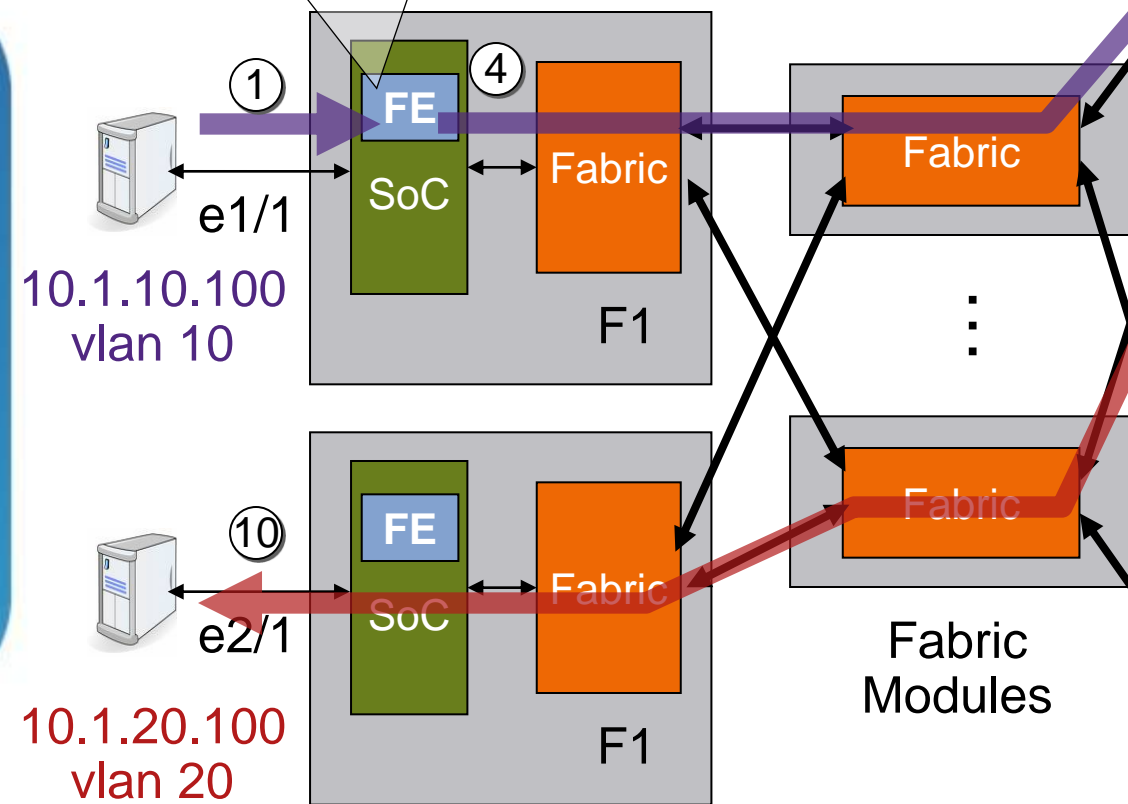 1
4
FE
SoC
Fabric
e1/1
10.1.10.100
vlan 10
F1
Fabric
⋮
10
FE
SoC
Fabric
e2/1
10.1.20.100
vlan 20
F1
Fabric
Fabric
Modules